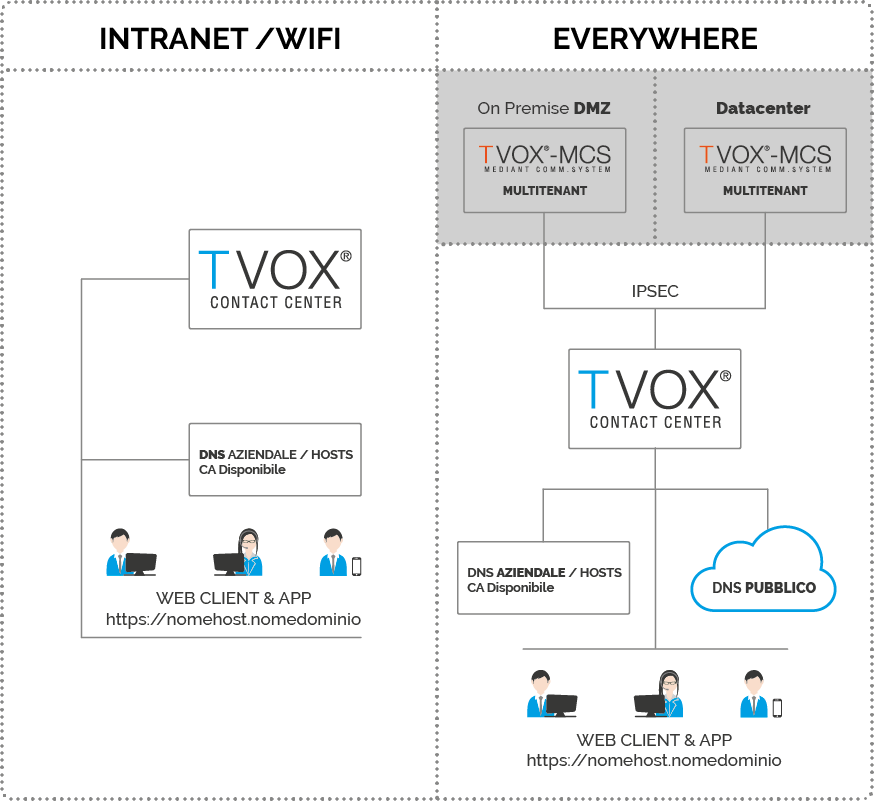 INTRANET /WIFI
TVOX®
CONTACT CENTER
DNS AZIENDALE / HOSTS
CA Disponibile
WEB CLIENT & APP
https://nomehost.nomedominio
EVERYWHERE
On Premise DMZ
TVOX®-MCS
MEDIANT COMM.SYSTEM
MULTITENANT
Datacenter
TVOX®-MCS
MEDIANT COMM.SYSTEM
MULTITENANT
IPSEC
TVOX®
CONTACT CENTER
DNS AZIENDALE / HOSTS
CA Disponibile
DNS PUBBLICO
WEB CLIENT & APP
https://nomehost.nomedominio